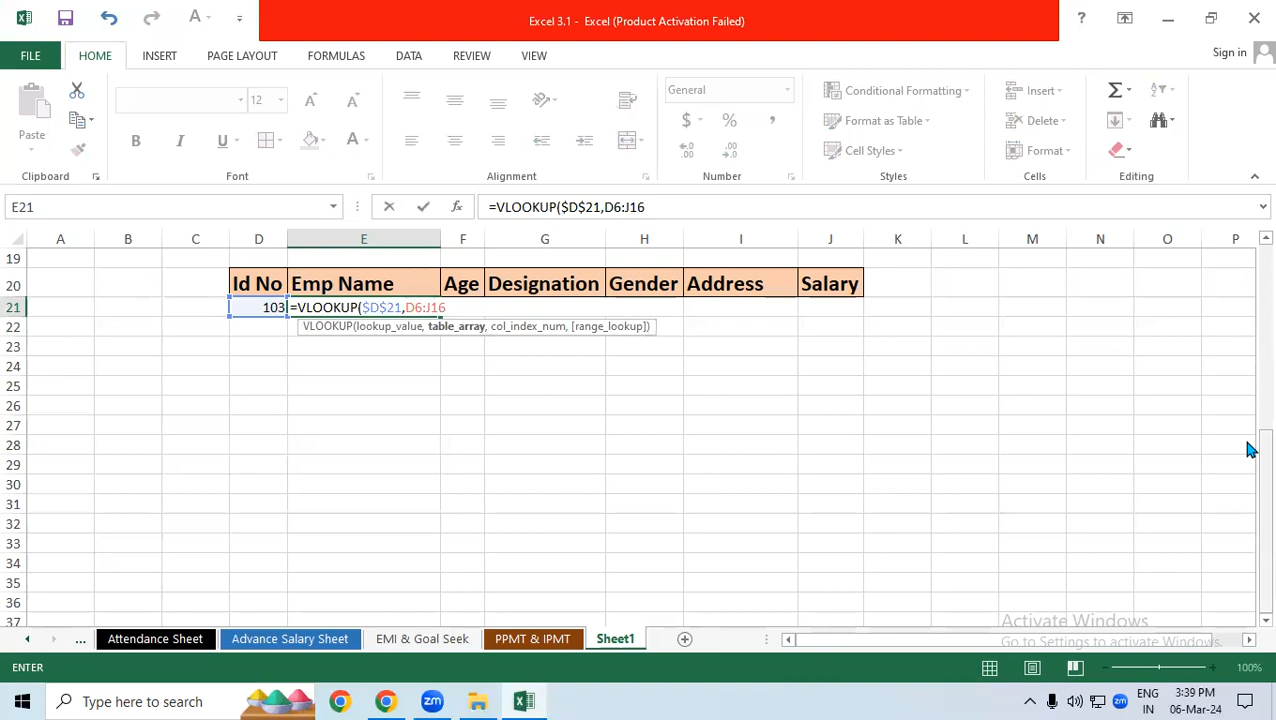 Excel 3.1 - Excel (Product Activation Failed)
Sign in
FILE HOME INSERT PAGE LAYOUT FORMULAS DATA REVIEW VIEW
Paste
12
B I U A
General
$ % ,
Conditional Formatting
Format as Table
Cell Styles
Insert
Delete
Format
Clipboard Font Alignment Number Styles Cells Editing
E21 fx =VLOOKUP($D$21,D6:J16
A B C D E F G H I J K L M N O P
19
20 Id No Emp Name Age Designation Gender Address Salary
21 103 =VLOOKUP($D$21,D6:J16
22 VLOOKUP(lookup_value, table_array, col_index_num, [range_lookup])
23
24
25
26
27
28
29
30
31
32
33
34
35
36
37
Activate Windows
Go to Settings to activate Windows.
... Attendance Sheet Advance Salary Sheet EMI & Goal Seek PPMT & IPMT Sheet1
ENTER 100%
Type here to search
zm
ENG
IN
3:39 PM
06-Mar-24